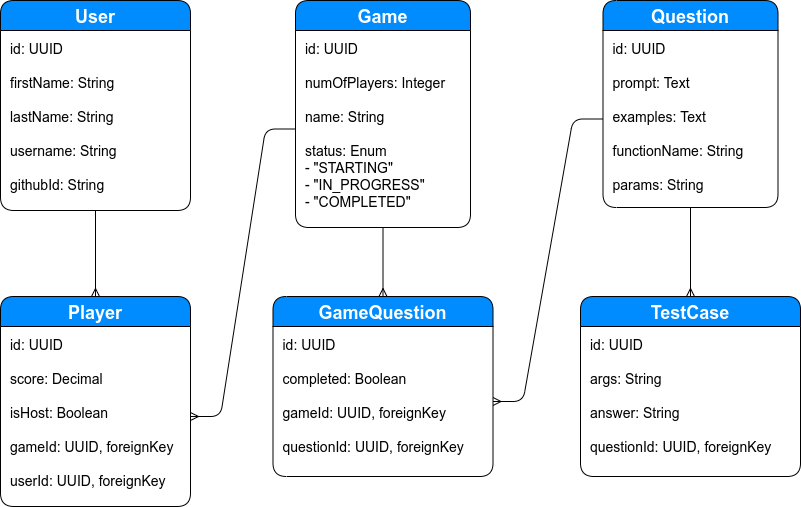 User
id: UUID
firstName: String
lastName: String
username: String
githubId: String
Game
id: UUID
numOfPlayers: Integer
name: String
status: Enum
- "STARTING"
- "IN_PROGRESS"
- "COMPLETED"
Question
id: UUID
prompt: Text
examples: Text
functionName: String
params: String
Player
id: UUID
score: Decimal
isHost: Boolean
gameId: UUID, foreignKey
userId: UUID, foreignKey
GameQuestion
id: UUID
completed: Boolean
gameId: UUID, foreignKey
questionId: UUID, foreignKey
TestCase
id: UUID
args: String
answer: String
questionId: UUID, foreignKey